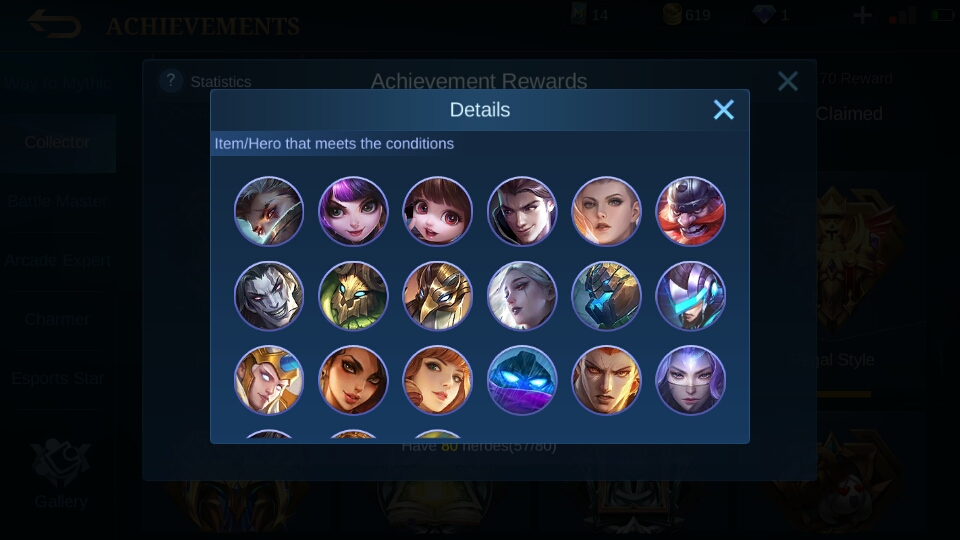 ACHIEVEMENTS
14
619
1
Way to Mythic
?
Statistics
Achievement Rewards
70 Reward
Details
Claimed
Collector
Item/Hero that meets the conditions
Battle Master
Arcade Expert
Charmer
Style
Esports Star
Have 80 heroes(57/80)
Gallery